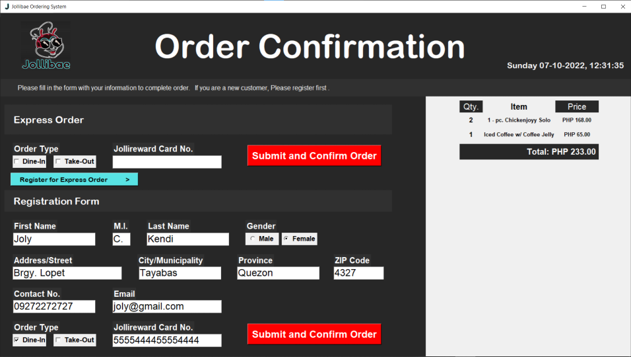 Jollibae Ordering System
Jollibae
Order Confirmation
Sunday 07-10-2022, 12:31:35
Please fill in the form with your information to complete order. If you are a new customer, Please register first .
Express Order
Order Type Jollireward Card No.
Dine-In Take-Out
Submit and Confirm Order
Register for Express Order >
Registration Form
First Name M.I. Last Name Gender
Joly C. Kendi Male Female
Address/Street City/Municipality Province ZIP Code
Brgy. Lopet Tayabas Quezon 4327
Contact No. Email
09272272727 joly@gmail.com
Order Type Jollireward Card No.
Dine-In Take-Out 5555444455554444
Submit and Confirm Order
Qty. Item Price
2 1 - pc. Chickenjoyy Solo PHP 168.00
1 Iced Coffee w/ Coffee Jelly PHP 65.00
Total: PHP 233.00